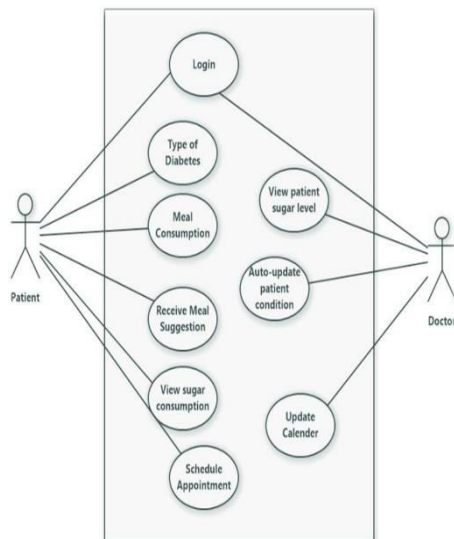 Login
Type of
Diabetes
Meal
Consumption
View patient
sugar level
Patient
Auto-update
patient
condition
Doctor
Receive Meal
Suggestion
View sugar
consumption
Update
Calender
Schedule
Appointment